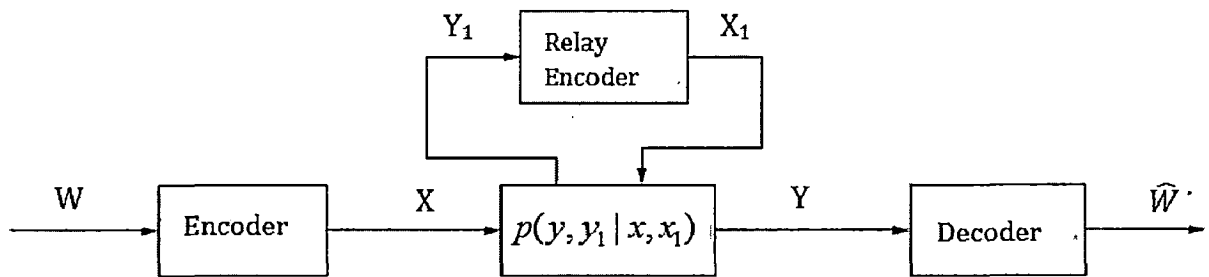 Y₁
Relay
Encoder
X₁
W
Encoder
X
p(y, y₁ | x, x₁)
Y
Decoder
Ŵ